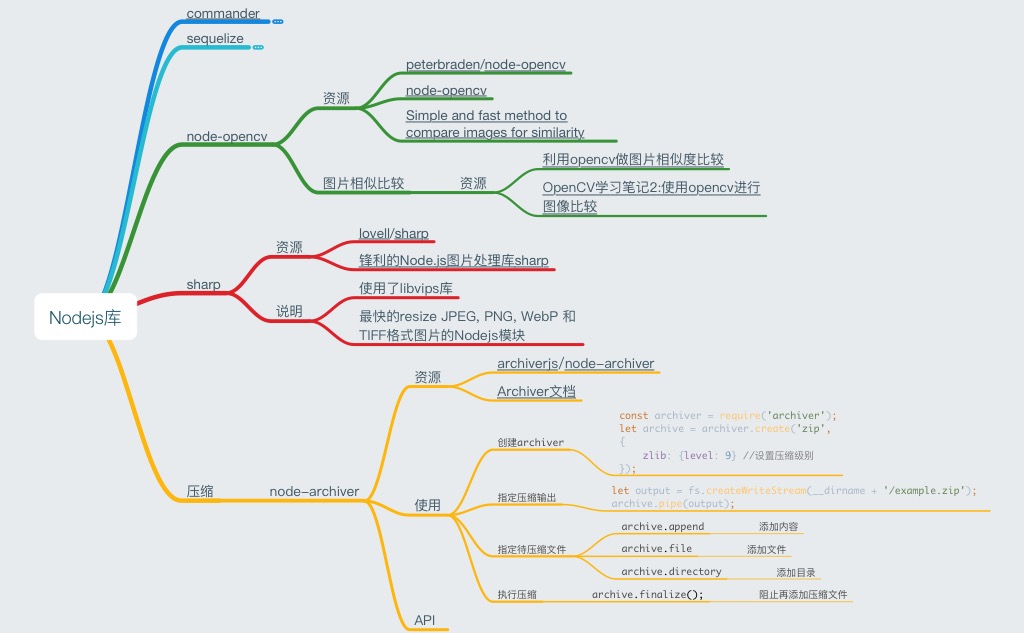 commander
sequelize
Nodejs库
node-opencv
资源
peterbraden/node-opencv
node-opencv
Simple and fast method to
compare images for similarity
图片相似比较
资源
利用opencv做图片相似度比较
OpenCV学习笔记2:使用opencv进行
图像比较
sharp
资源
lovell/sharp
锋利的Node.js图片处理库sharp
说明
使用了libvips库
最快的resize JPEG, PNG, WebP 和
TIFF格式图片的Nodejs模块
压缩
node-archiver
资源
archiverjs/node-archiver
Archiver文档
使用
创建archiver
const archiver = require('archiver');
let archive = archiver.create('zip',
{
zlib: {level: 9} //设置压缩级别
});
指定压缩输出
let output = fs.createWriteStream(__dirname + '/example.zip');
archive.pipe(output);
指定待压缩文件
archive.append 添加内容
archive.file 添加文件
archive.directory 添加目录
执行压缩
archive.finalize(); 阻止再添加压缩文件
API